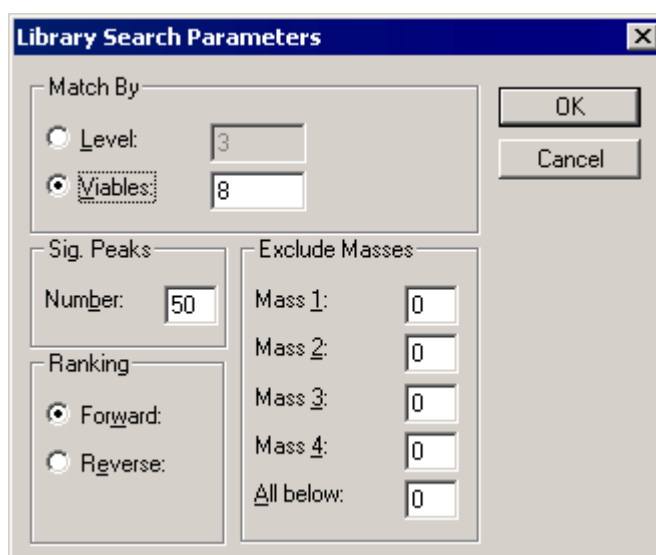 Library Search Parameters
Match By
Level: 3
Viables: 8
OK
Cancel
Sig. Peaks
Number: 50
Ranking
Forward:
Reverse:
Exclude Masses
Mass 1: 0
Mass 2: 0
Mass 3: 0
Mass 4: 0
All below: 0